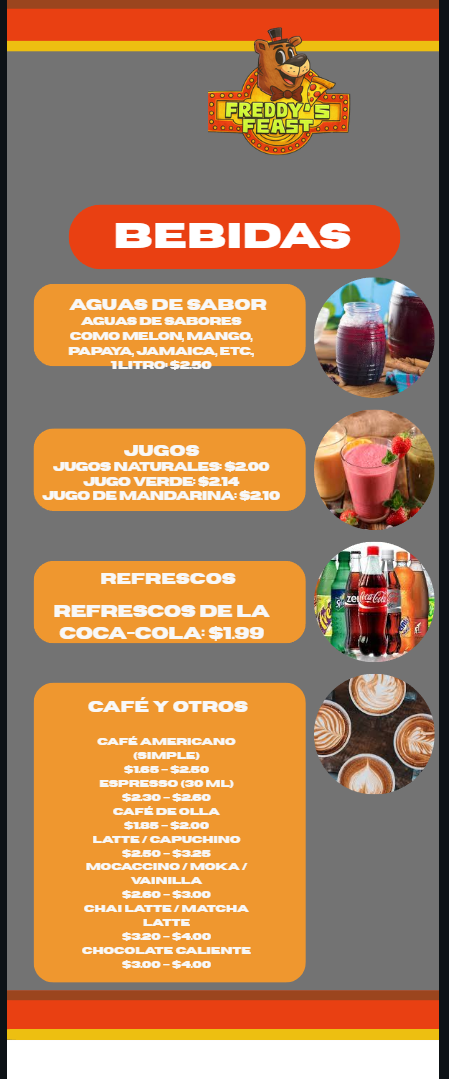 FREDDY'S
FEAST
BEBIDAS
AGUAS DE SABOR
AGUAS DE SABORES
COMO MELON, MANGO,
PAPAYA, JAMAICA, ETC,
1 LITRO: $2.50
JUGOS
JUGOS NATURALES: $2.00
JUGO VERDE: $2.14
JUGO DE MANDARINA: $2.10
REFRESCOS
REFRESCOS DE LA
COCA-COLA: $1.99
Coca-Cola
CAFÉ Y OTROS
CAFÉ AMERICANO
(SIMPLE)
$1.65 – $2.50
ESPRESSO (30 ML)
$2.30 – $2.60
CAFÉ DE OLLA
$1.85 – $2.00
LATTE / CAPUCHINO
$2.50 – $3.25
MOCACCINO / MOKA /
VAINILLA
$2.60 – $3.00
CHAI LATTE / MATCHA
LATTE
$3.20 – $4.00
CHOCOLATE CALIENTE
$3.00 – $4.00